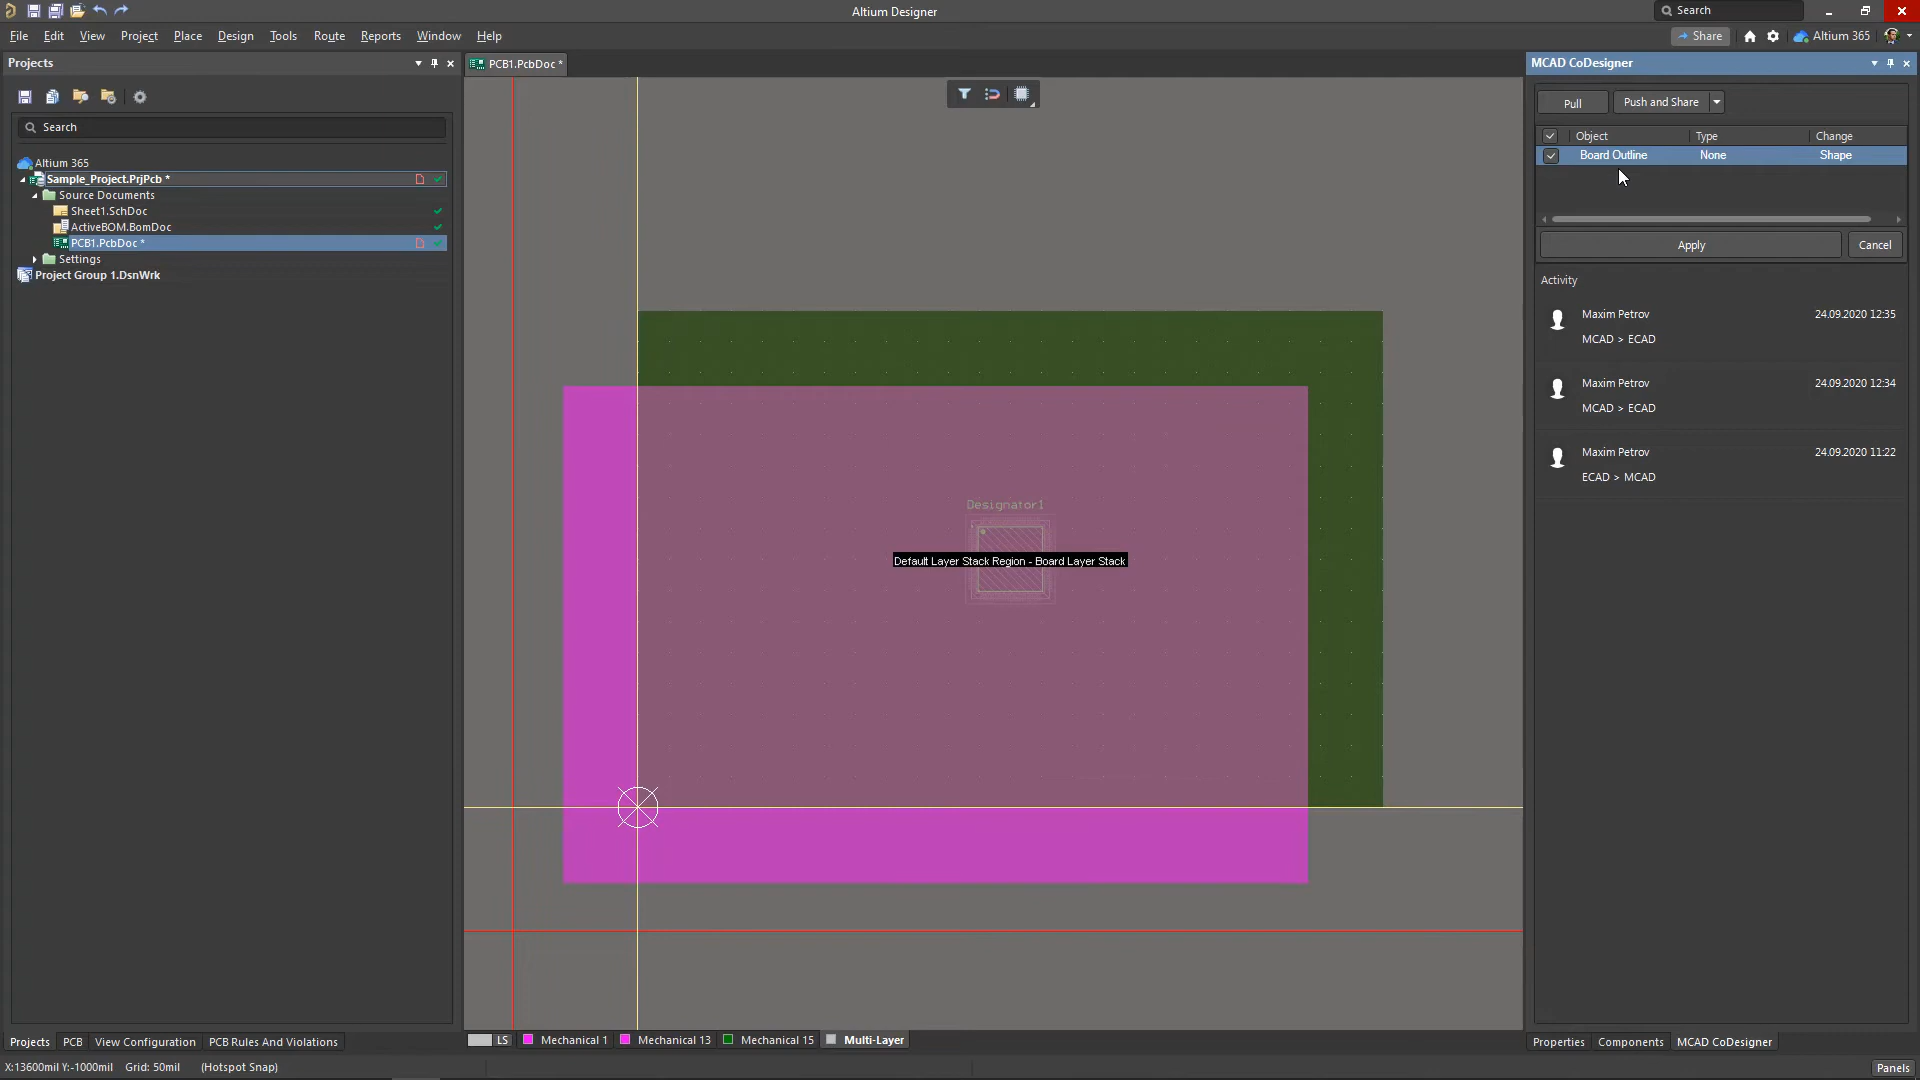 Altium Designer
Search
File Edit View Project Place Design Tools Route Reports Window Help
Share
Altium 365
Projects
PCB1.PcbDoc *
MCAD CoDesigner
Search
Pull
Push and Share
Object Type Change
Board Outline None Shape
Apply
Cancel
Altium 365
Sample_Project.PrjPcb *
Source Documents
Sheet1.SchDoc
ActiveBOM.BomDoc
PCB1.PcbDoc *
Settings
Project Group 1.DsnWrk
Activity
Maxim Petrov 24.09.2020 12:35
MCAD > ECAD
Maxim Petrov 24.09.2020 12:34
MCAD > ECAD
Maxim Petrov 24.09.2020 11:22
ECAD > MCAD
Designator1
Default Layer Stack Region - Board Layer Stack
LS Mechanical 1 Mechanical 13 Mechanical 15 Multi-Layer
Projects PCB View Configuration PCB Rules And Violations
Properties Components MCAD CoDesigner
X:13600mil Y:-1000mil Grid: 50mil (Hotspot Snap)
Panels